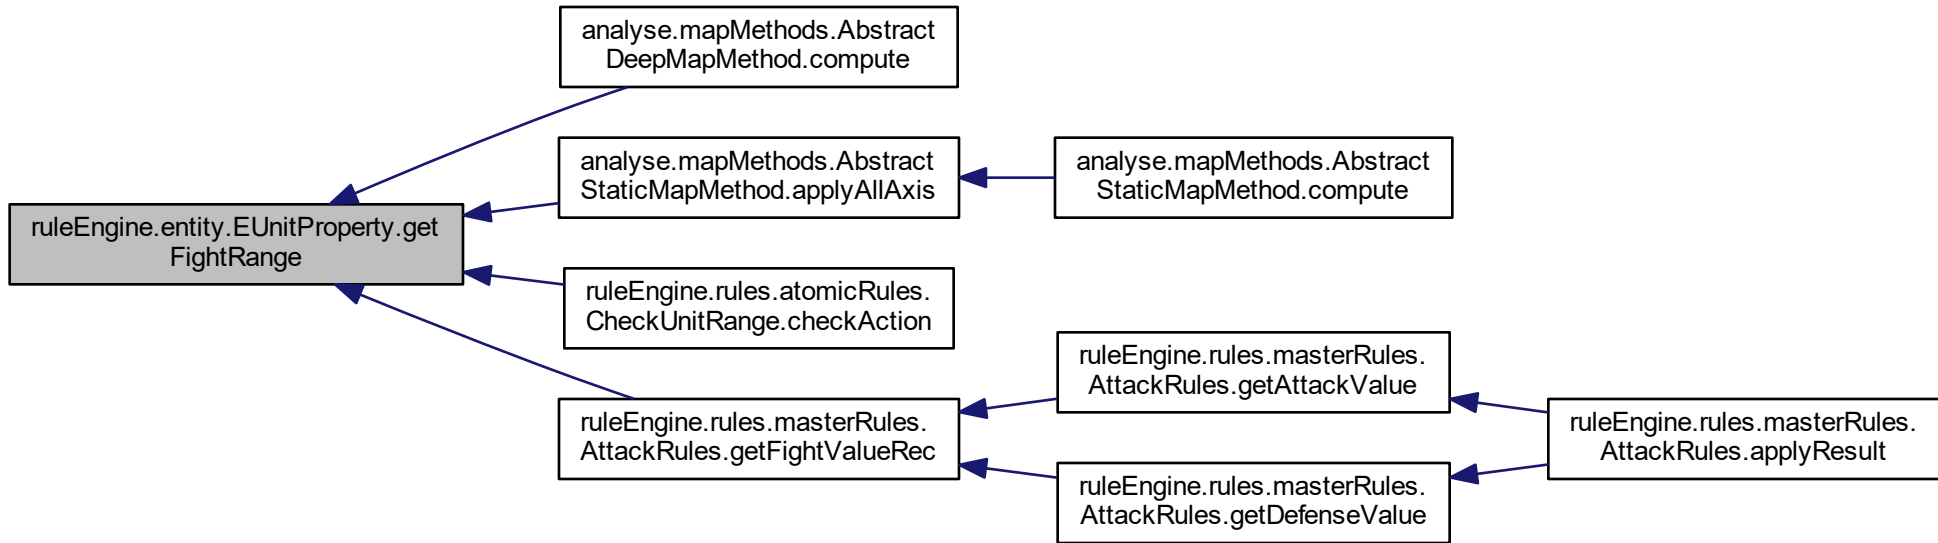 ruleEngine.entity.EUnitProperty.get
FightRange
analyse.mapMethods.Abstract
DeepMapMethod.compute
analyse.mapMethods.Abstract
StaticMapMethod.applyAllAxis
analyse.mapMethods.Abstract
StaticMapMethod.compute
ruleEngine.rules.atomicRules.
CheckUnitRange.checkAction
ruleEngine.rules.masterRules.
AttackRules.getFightValueRec
ruleEngine.rules.masterRules.
AttackRules.getAttackValue
ruleEngine.rules.masterRules.
AttackRules.applyResult
ruleEngine.rules.masterRules.
AttackRules.getDefenseValue